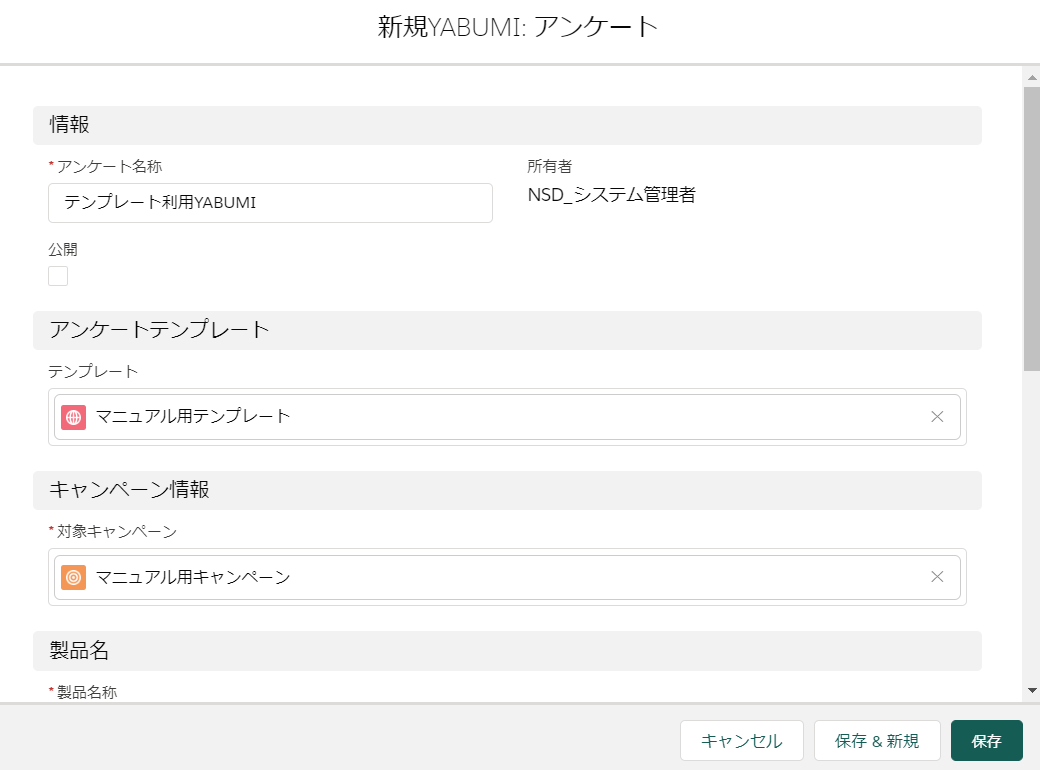 新規YABUMI: アンケート
情報
*アンケート名称
所有者
テンプレート利用YABUMI
NSD_システム管理者
公開
アンケートテンプレート
テンプレート
マニュアル用テンプレート
キャンペーン情報
*対象キャンペーン
マニュアル用キャンペーン
製品名
*製品名称
キャンセル
保存 & 新規
保存